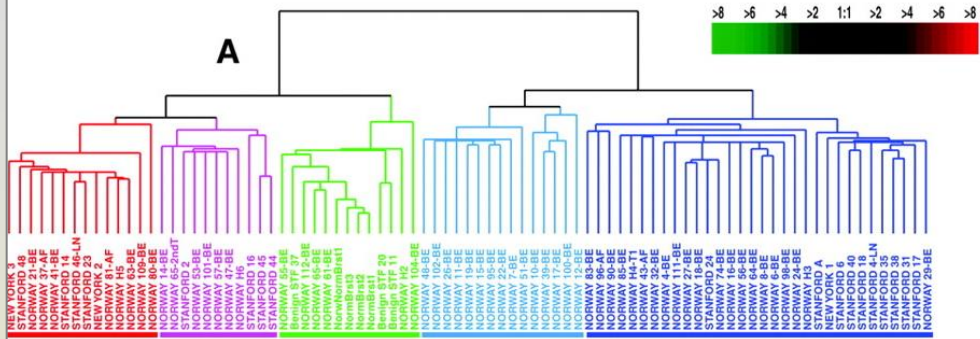 >8 >6 >4 >2 1:1 >2 >4 >6 >8
A
NEW YORK 3
STANFORD 48
NORWAY 21-BE
NORWAY 37-AF
NORWAY 41-BE
STANFORD 14
STANFORD 46-LN
STANFORD 23
NEW YORK 2
NORWAY 81-AF
NORWAY H5
NORWAY 63-BE
NORWAY 109-BE
NORWAY 80-BE
NORWAY 14-BE
NORWAY 65-2ndT
STANFORD 2
NORWAY 53-BE
NORWAY 101-BE
NORWAY 57-BE
NORWAY 47-BE
NORWAY H6
STANFORD 16
STANFORD 45
STANFORD 44
NORWAY 55-BE
Benign STF 37
NORWAY 112-BE
NORWAY 65-BE
NORWAY 61-BE
NormBrst3
NormBrst2
NormBrst1
Benign STF 20
Benign STF 11
NORWAY H2
NORWAY 104-BE
NORWAY 48-BE
NORWAY 102-BE
NORWAY 26-BE
NORWAY 11-BE
NORWAY 19-BE
NORWAY 15-BE
NORWAY 22-BE
NORWAY 7-BE
NORWAY 51-BE
NORWAY 39-BE
NORWAY 17-BE
NORWAY 100-BE
NORWAY 12-BE
NORWAY 83-BE
NORWAY 96-AF
NORWAY 90-BE
NORWAY 85-BE
NORWAY H4-T1
NORWAY 16-BE
NORWAY 32-BE
NORWAY 4-BE
NORWAY 111-BE
NORWAY 27-BE
NORWAY 18-BE
STANFORD 24
NORWAY 74-BE
NORWAY 56-BE
NORWAY 64-BE
NORWAY 8-BE
NORWAY 6-BE
NORWAY 98-BE
NORWAY 24-BE
NORWAY H3
STANFORD A
NEW YORK 1
STANFORD 6
STANFORD 40
STANFORD 18
STANFORD 4-LN
STANFORD 35
STANFORD 38
STANFORD 31
STANFORD 17
NORWAY 29-BE